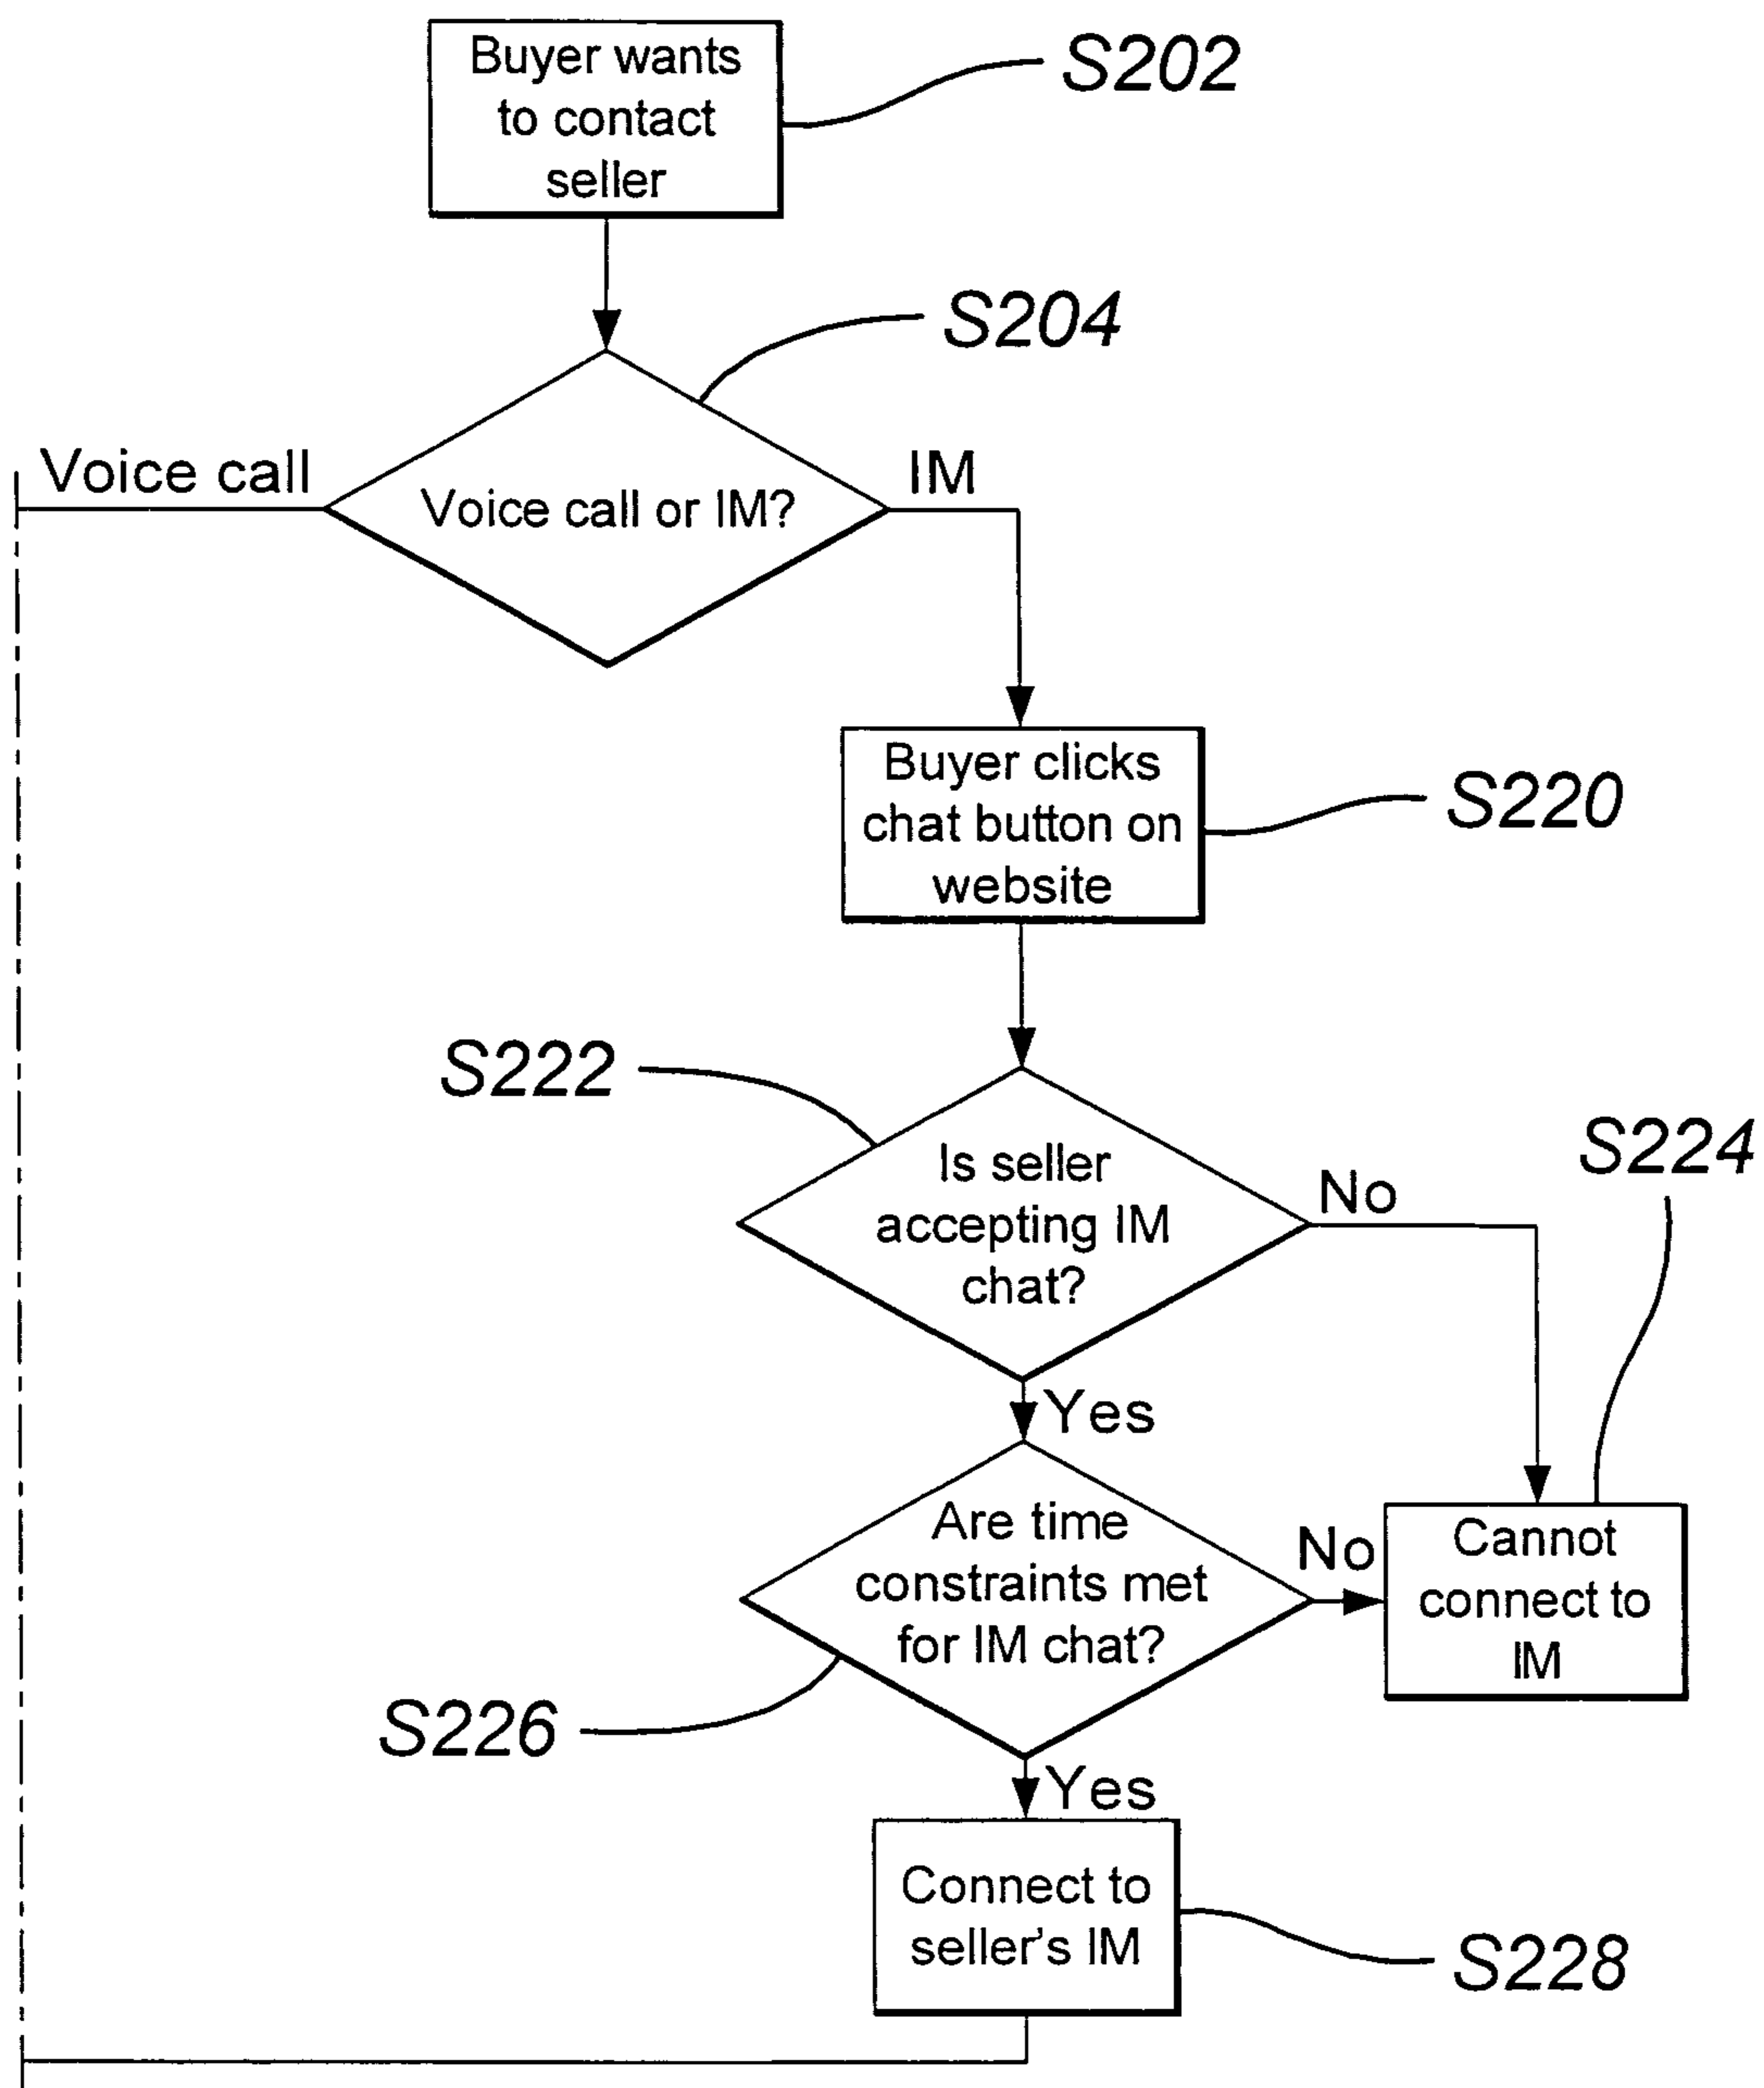 Buyer wants
to contact
seller
S202
S204
Voice call
Voice call or IM?
IM
Buyer clicks
chat button on
website
S220
S222
Is seller
accepting IM
chat?
No
S224
Yes
Are time
constraints met
for IM chat?
No
Cannot
connect to
IM
S226
Yes
Connect to
seller's IM
S228